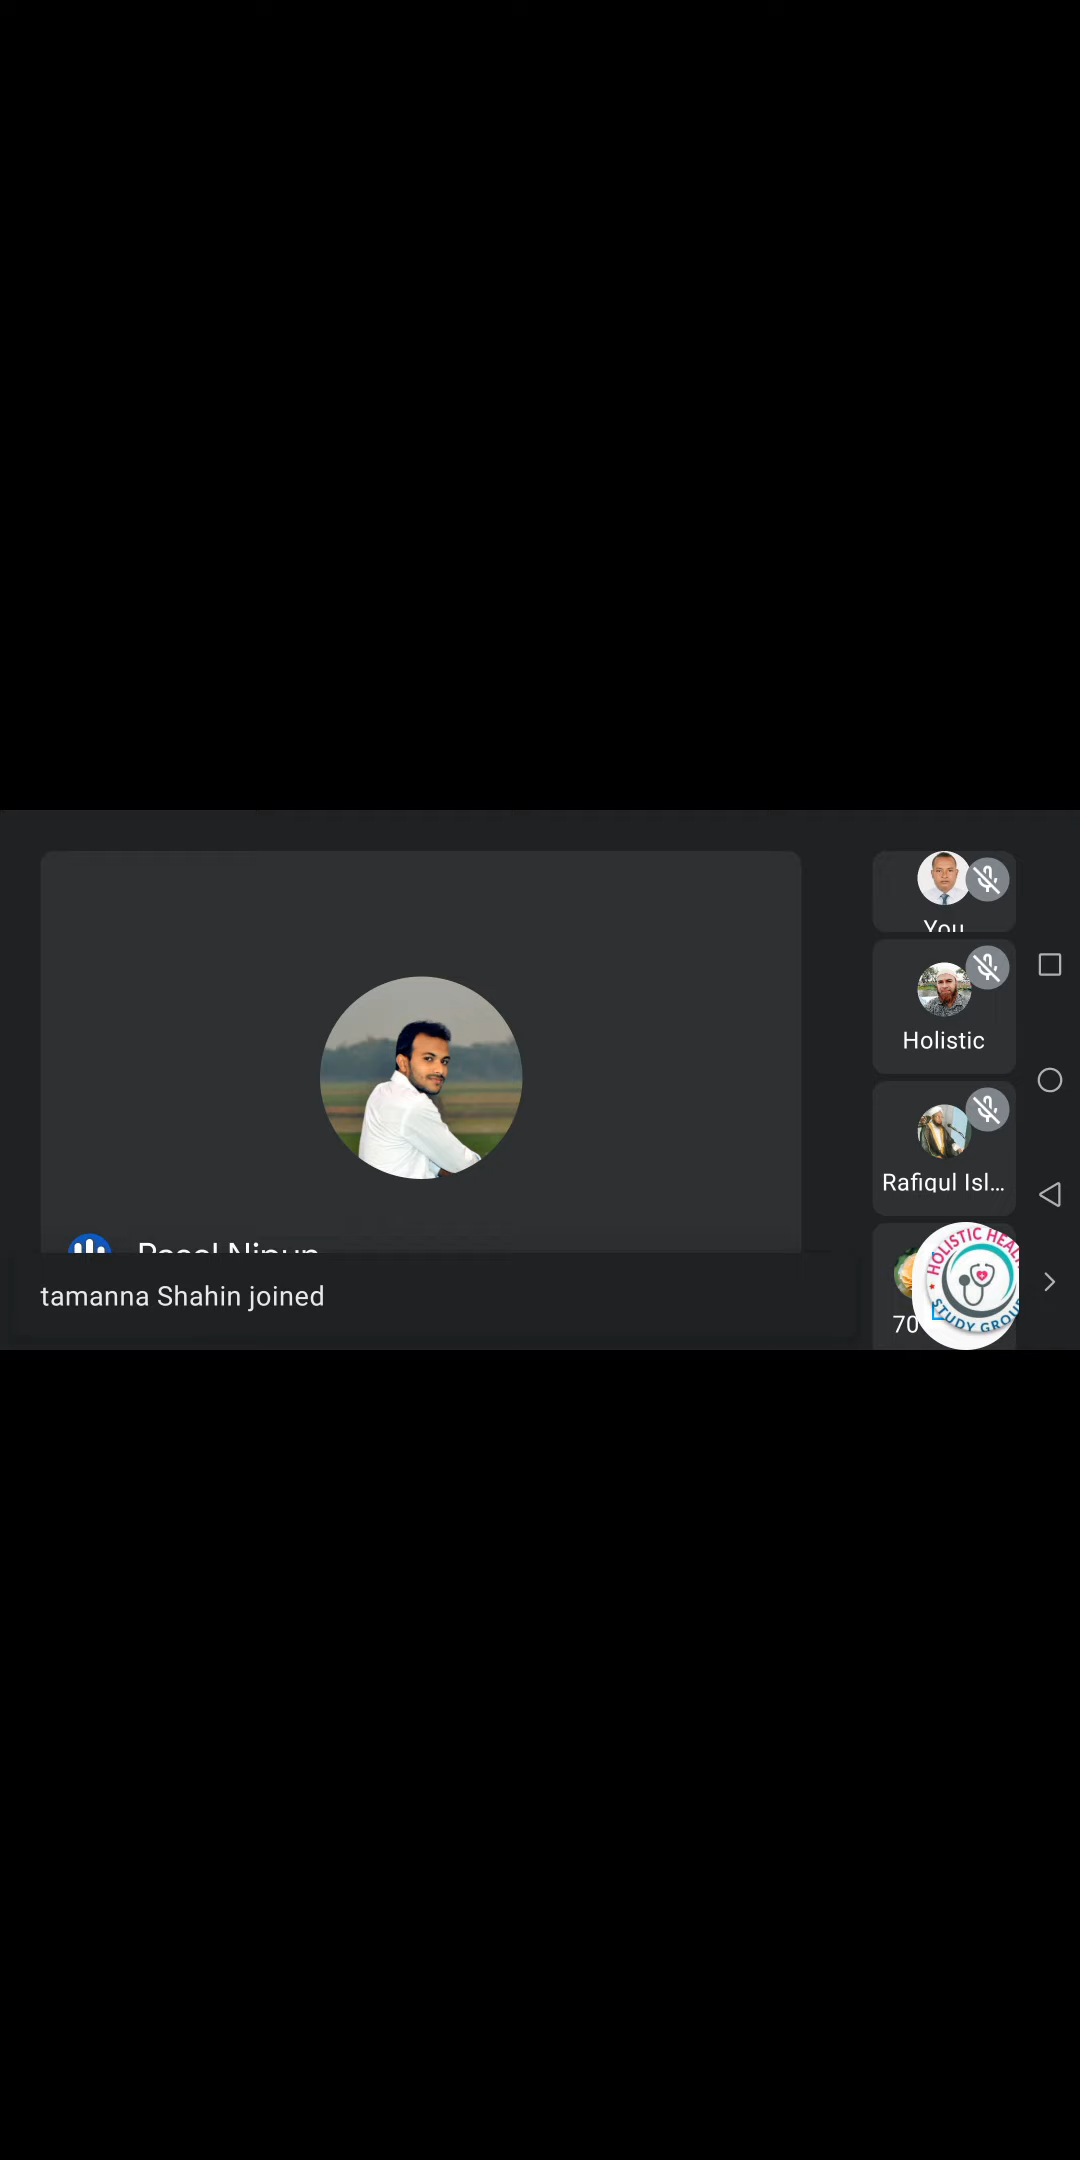 You
Holistic
Rafiqul Isl...
tamanna Shahin joined
70
HOLISTIC HEAL
STUDY GROU